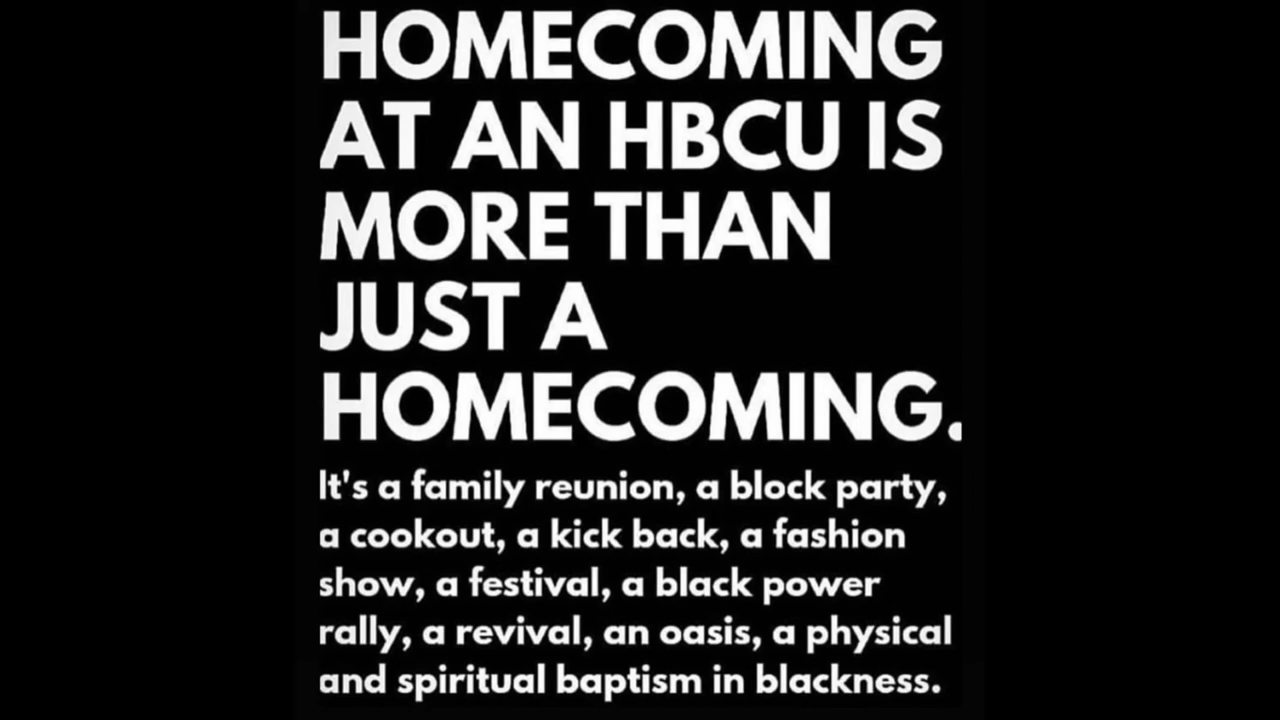 HOMECOMING
AT AN HBCU IS
MORE THAN
JUST A
HOMECOMING.
It's a family reunion, a block party,
a cookout, a kick back, a fashion
show, a festival, a black power
rally, a revival, an oasis, a physical
and spiritual baptism in blackness.